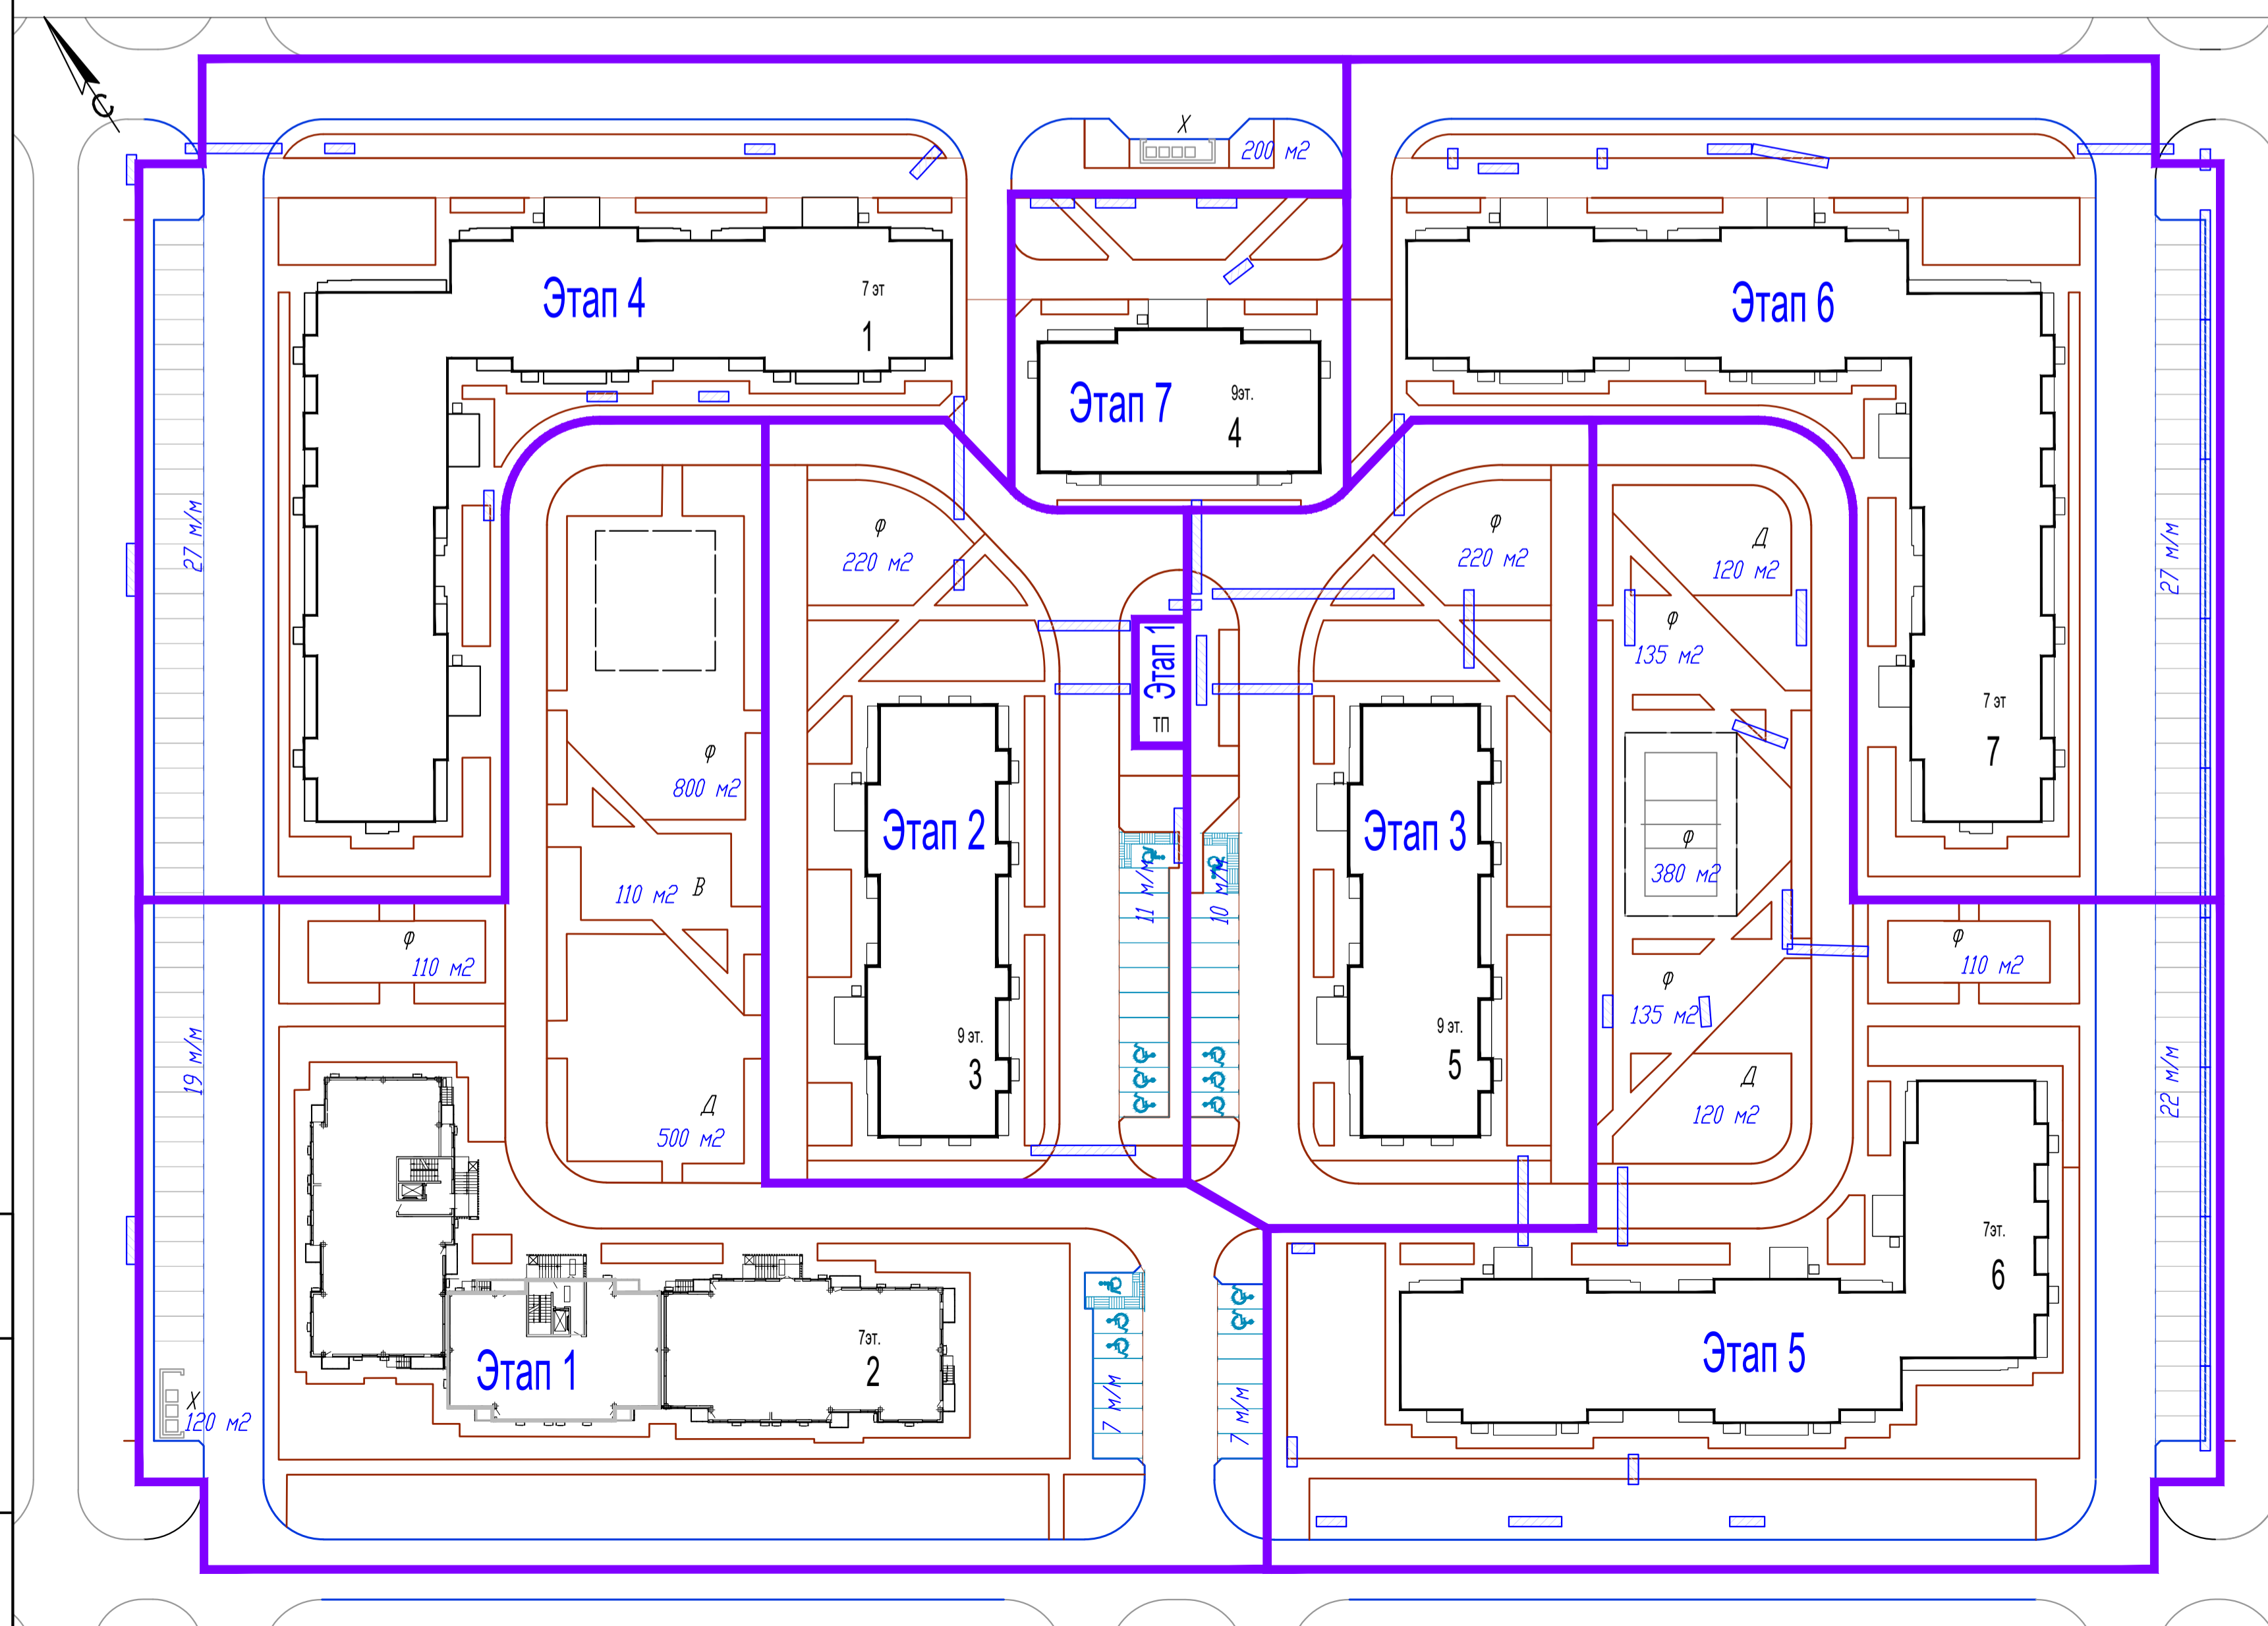 С
Х
200 м2
Этап 4
7 эт
1
Этап 7
9эт.
4
Этап 6
27 м/м
Ф
220 м2
Ф
220 м2
Д
120 м2
27 м/м
Ф
135 м2
Этап 1
ТП
7 эт
7
Ф
800 м2
Этап 2
Этап 3
Ф
380 м2
11 м/м
10 м/м
110 м2 В
Ф
110 м2
Ф
110 м2
Ф
135 м2
19 м/м
9 эт.
3
9 эт.
5
22 м/м
Д
500 м2
Д
120 м2
7эт.
6
Этап 1
7эт.
2
Этап 5
7 м/м
7 м/м
Х
120 м2